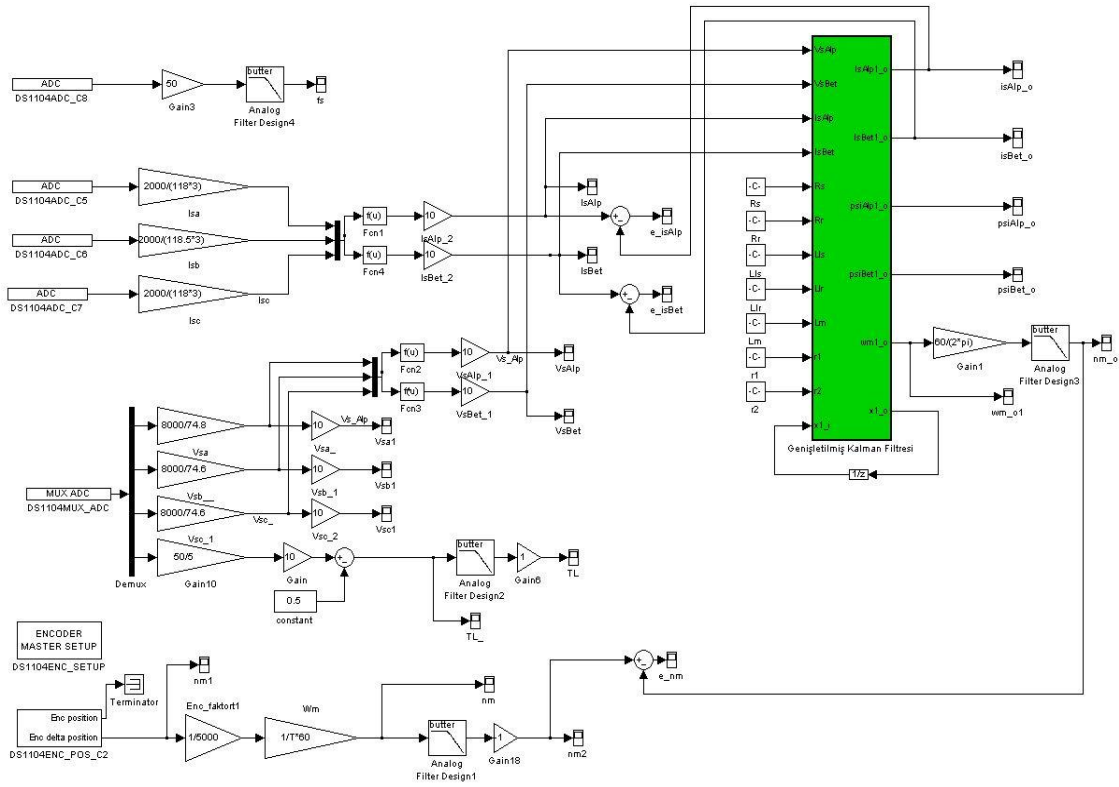 ADC
DS1104ADC_C8
50
Gain3
butter
Analog
Filter Design4
fs
ADC
DS1104ADC_C5
2000/(118*3)
Isa
ADC
DS1104ADC_C6
2000/(118.5*3)
Isb
ADC
DS1104ADC_C7
2000/(118*3)
Isc
Isc
f(u)
Fcn1
10
IsAlp_2
f(u)
Fcn4
10
IsBet_2
IsAlp
IsBet
e_isAlp
e_isBet
VsAlp
VsBet
IsAlp
IsBet
Rs
Rr
Lls
Llr
Lm
r1
r2
x1_i
IsAlp1_o
IsBet1_o
psiAlp1_o
psiBet1_o
wm1_o
x1_o
Genişletilmiş Kalman Filtresi
-C-
Rs
-C-
Rr
-C-
Lls
-C-
Llr
-C-
Lm
-C-
r1
-C-
r2
1/z
isAlp_o
isBet_o
psiAlp_o
psiBet_o
60/(2*pi)
Gain1
butter
Analog
Filter Design3
nm_o
wm_o1
f(u)
Fcn2
10
VsAlp_1
Vs_Alp
VsAlp
f(u)
Fcn3
10
VsBet_1
VsBet
MUX ADC
DS1104MUX_ADC
Demux
8000/74.8
Vsa
10
Vsa_
Vs_Alp
Vsa1
8000/74.6
Vsb__
10
Vsb_1
Vsb1
8000/74.6
Vsc_
Vsc_1
10
Vsc_2
Vsc1
50/5
Gain10
10
Gain
0.5
constant
butter
Analog
Filter Design2
1
Gain6
TL
TL_
ENCODER
MASTER SETUP
DS1104ENC_SETUP
Enc position
Enc delta position
DS1104ENC_POS_C2
Terminator
nm1
Enc_faktort1
1/5000
Wm
1/T*60
nm
butter
Analog
Filter Design1
1
Gain18
nm2
e_nm